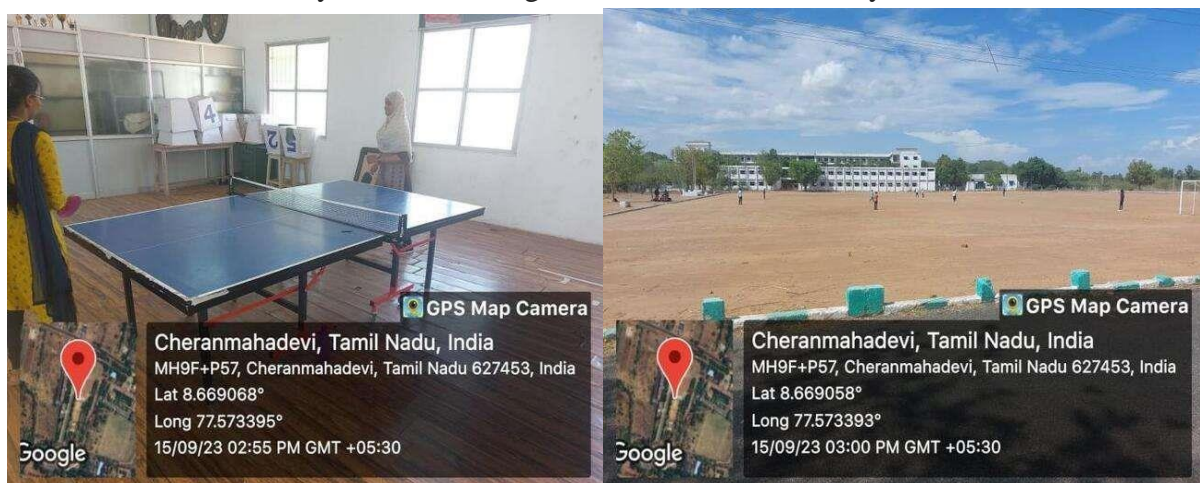 4
2
5
GPS Map Camera
Cheranmahadevi, Tamil Nadu, India
MH9F+P57, Cheranmahadevi, Tamil Nadu 627453, India
Lat 8.669068°
Long 77.573395°
15/09/23 02:55 PM GMT +05:30
Google
GPS Map Camera
Cheranmahadevi, Tamil Nadu, India
MH9F+P57, Cheranmahadevi, Tamil Nadu 627453, India
Lat 8.669058°
Long 77.573393°
15/09/23 03:00 PM GMT +05:30
Google